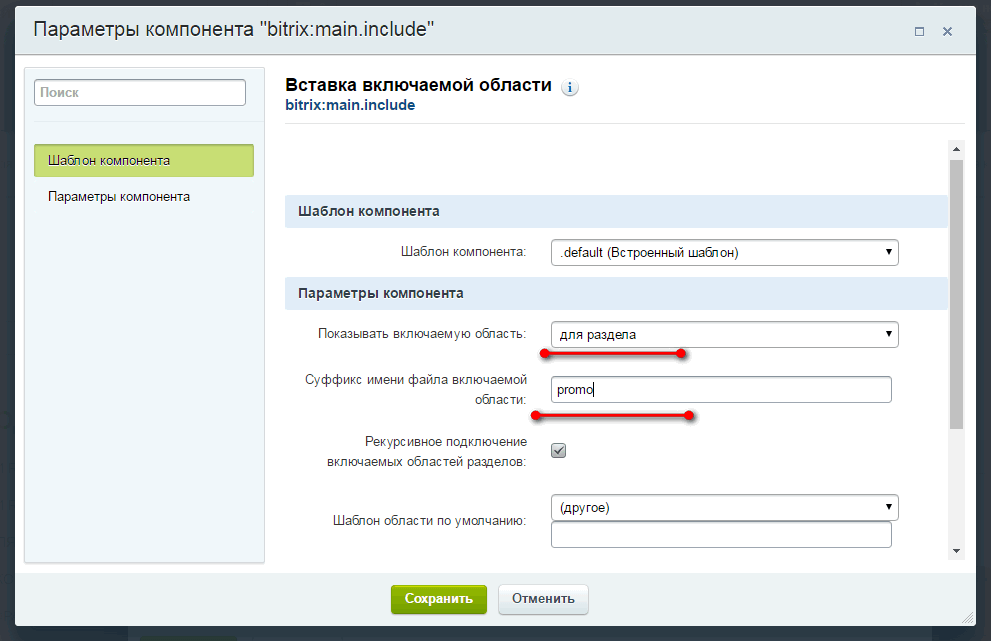 Параметры компонента "bitrix:main.include"
Поиск
Шаблон компонента
Параметры компонента
Вставка включаемой области
bitrix:main.include
Шаблон компонента
Шаблон компонента: .default (Встроенный шаблон)
Параметры компонента
Показывать включаемую область: для раздела
Суффикс имени файла включаемой
области:
promo
Рекурсивное подключение
включаемых областей разделов:
Шаблон области по умолчанию: (другое)
Сохранить Отменить